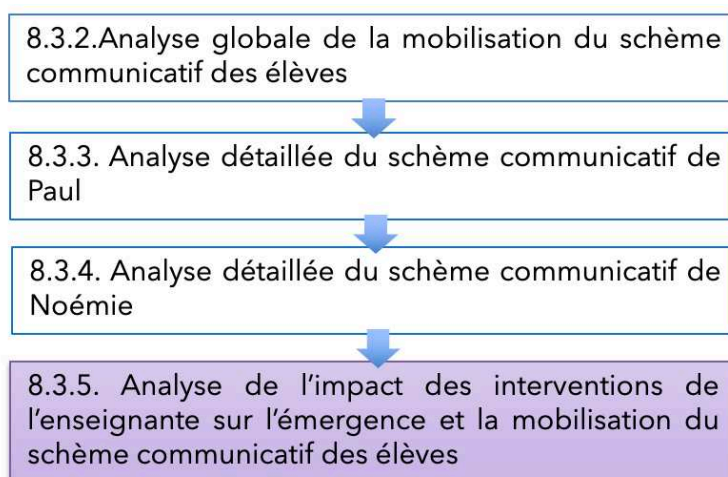 8.3.2.Analyse globale de la mobilisation du schème
communicatif des élèves
8.3.3. Analyse détaillée du schème communicatif de
Paul
8.3.4. Analyse détaillée du schème communicatif de
Noémie
8.3.5. Analyse de l'impact des interventions de
l'enseignante sur l'émergence et la mobilisation du
schème communicatif des élèves